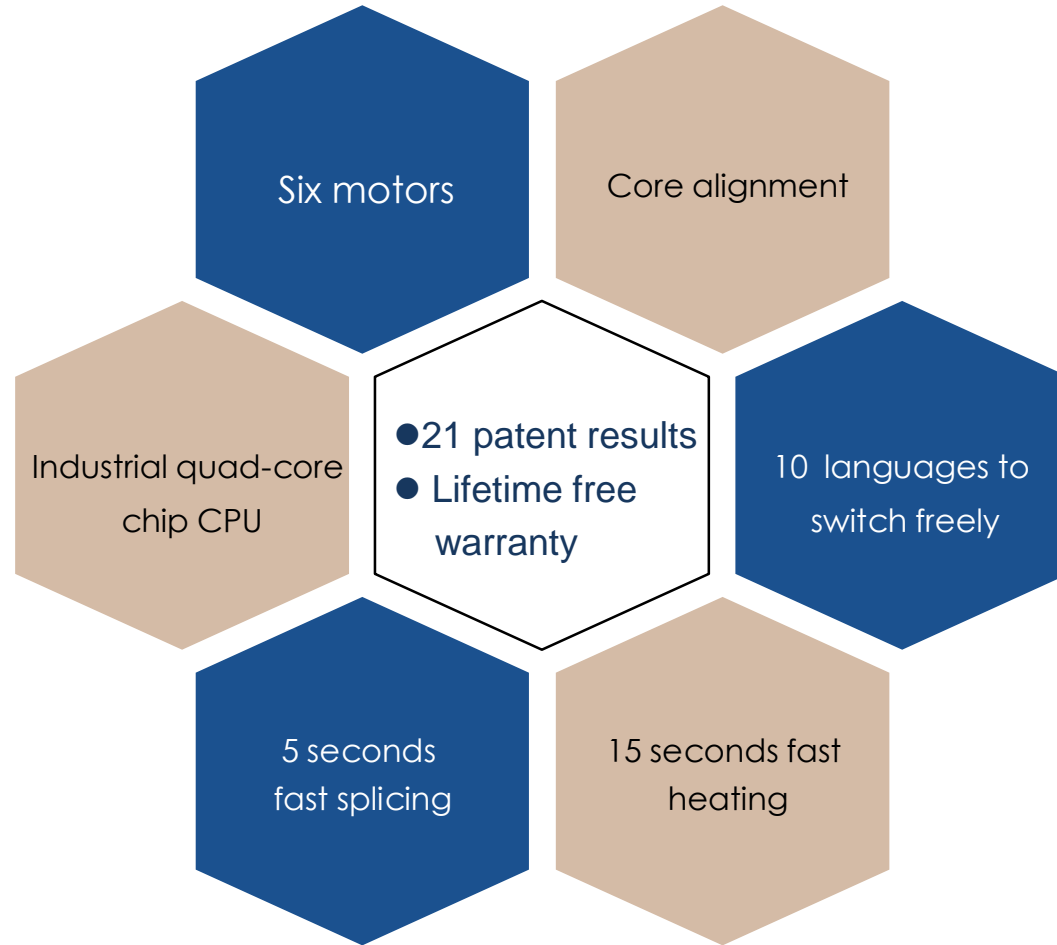 Six motors
Core alignment
Industrial quad-core
chip CPU
●21 patent results
● Lifetime free
warranty
10 languages to
switch freely
5 seconds
fast splicing
15 seconds fast
heating